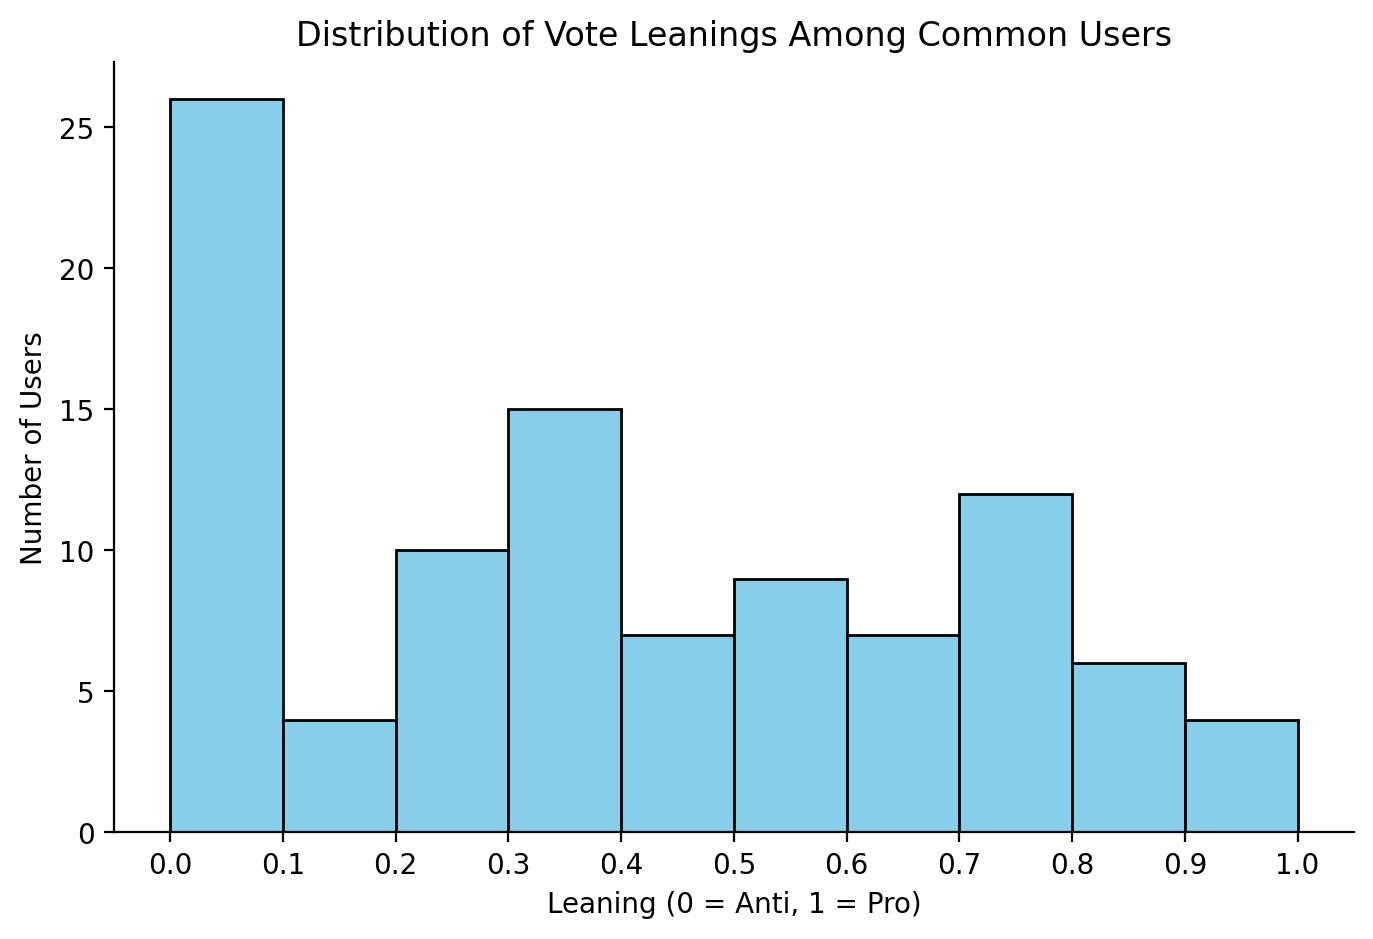 Distribution of Vote Leanings Among Common Users
Number of Users
25
20
15
10
5
0
0.0 0.1 0.2 0.3 0.4 0.5 0.6 0.7 0.8 0.9 1.0
Leaning (0 = Anti, 1 = Pro)